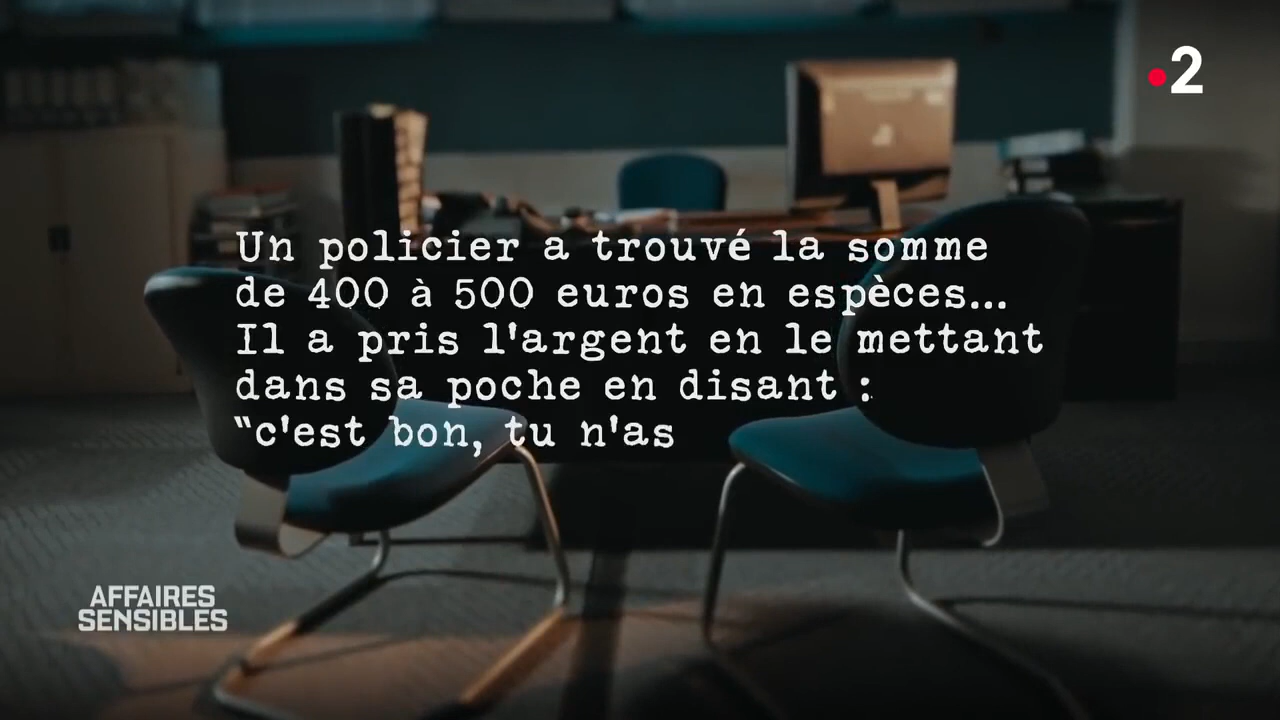 2
Un policier a trouvé la somme
de 400 à 500 euros en espèces...
Il a pris l'argent en le mettant
dans sa poche en disant :
“c'est bon, tu n'as
AFFAIRES
SENSIBLES